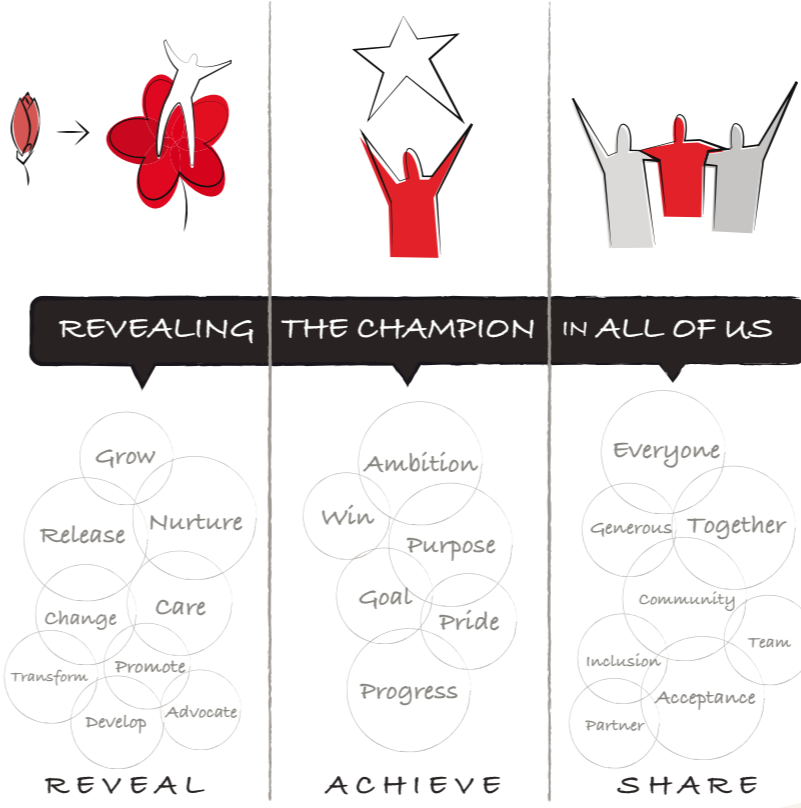 REVEALING THE CHAMPION IN ALL OF US
Grow
Release
Nurture
Change
Care
Transform
Promote
Develop
Advocate
REVEAL
Ambition
Win
Purpose
Goal
Pride
Progress
ACHIEVE
Everyone
Generous
Together
Community
Team
Inclusion
Acceptance
Partner
SHARE